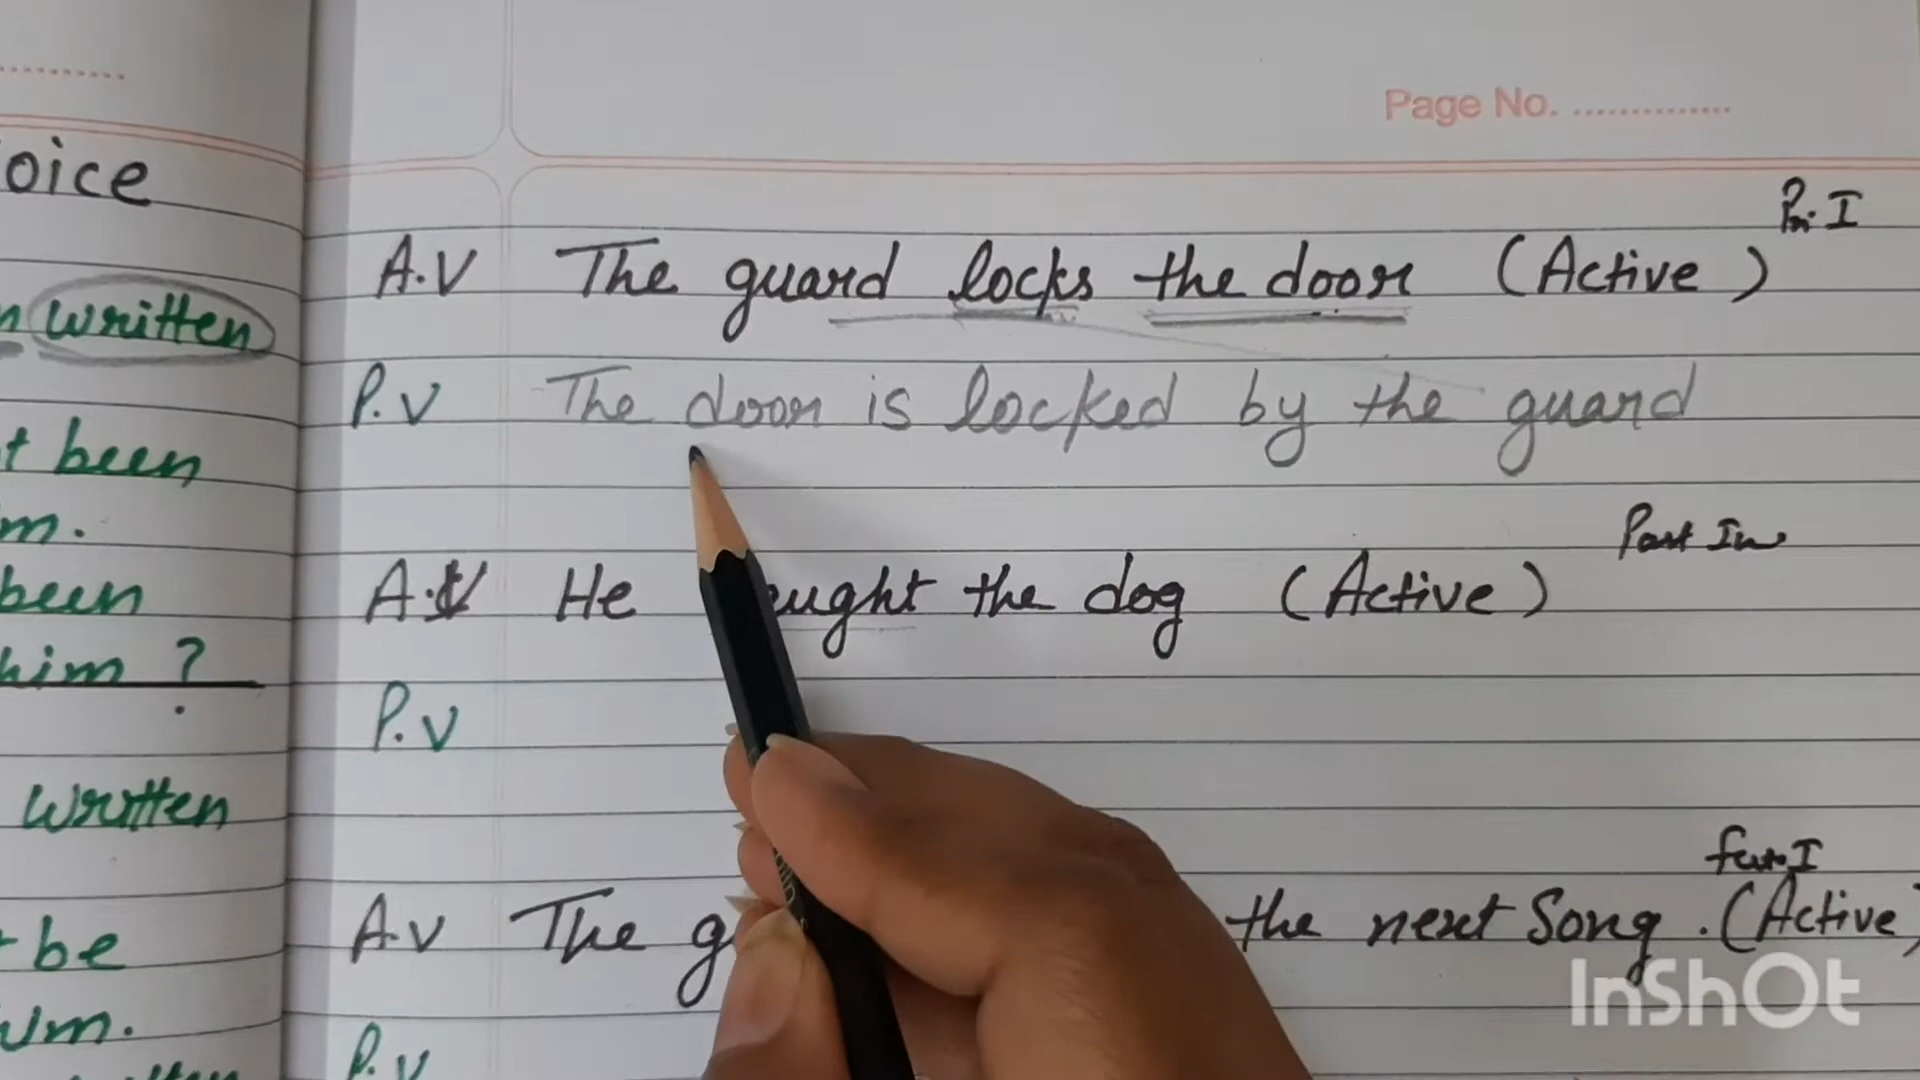 Page No.
oice
Pr. I
A.V The guard locks the door (Active)
written
P.V The door is locked by the guard
been
m.
Past In
A.V He ught the dog (Active)
been
him ?
P.V
written
Futu I
A.V The g the next Song. (Active)
be
P.V
InShOt